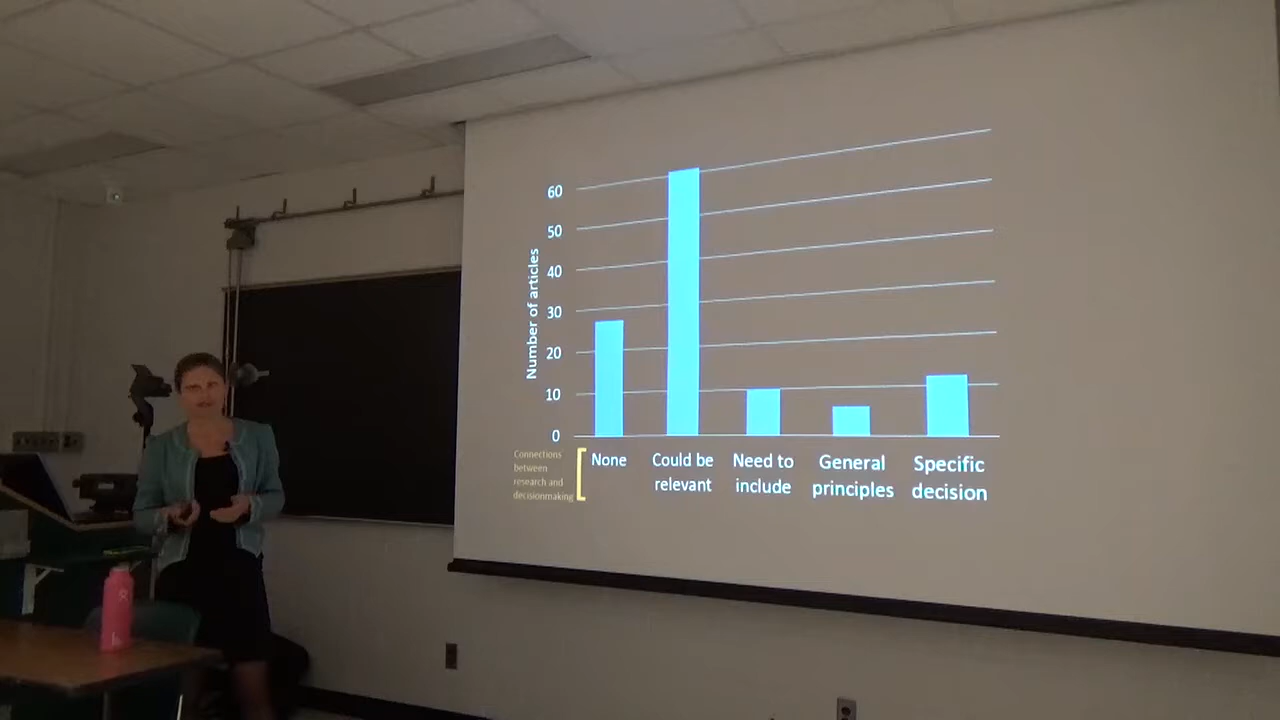 60
50
40
30
20
10
0
Number of articles
Connections
between
research and
decisionmaking
None
Could be
relevant
Need to
include
General
principles
Specific
decision